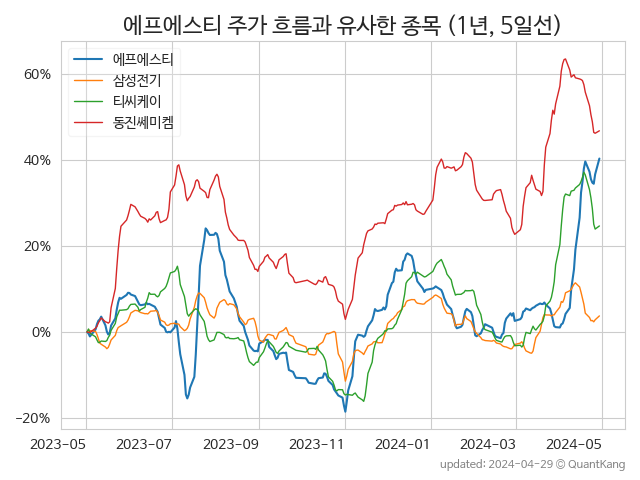 에프에스티 주가 흐름과 유사한 종목 (1년, 5일선)
에프에스티
삼성전기
티씨케이
동진쎄미켐
60%
40%
20%
0%
−20%
2023-05 2023-07 2023-09 2023-11 2024-01 2024-03 2024-05
updated: 2024-04-29 © QuantKang